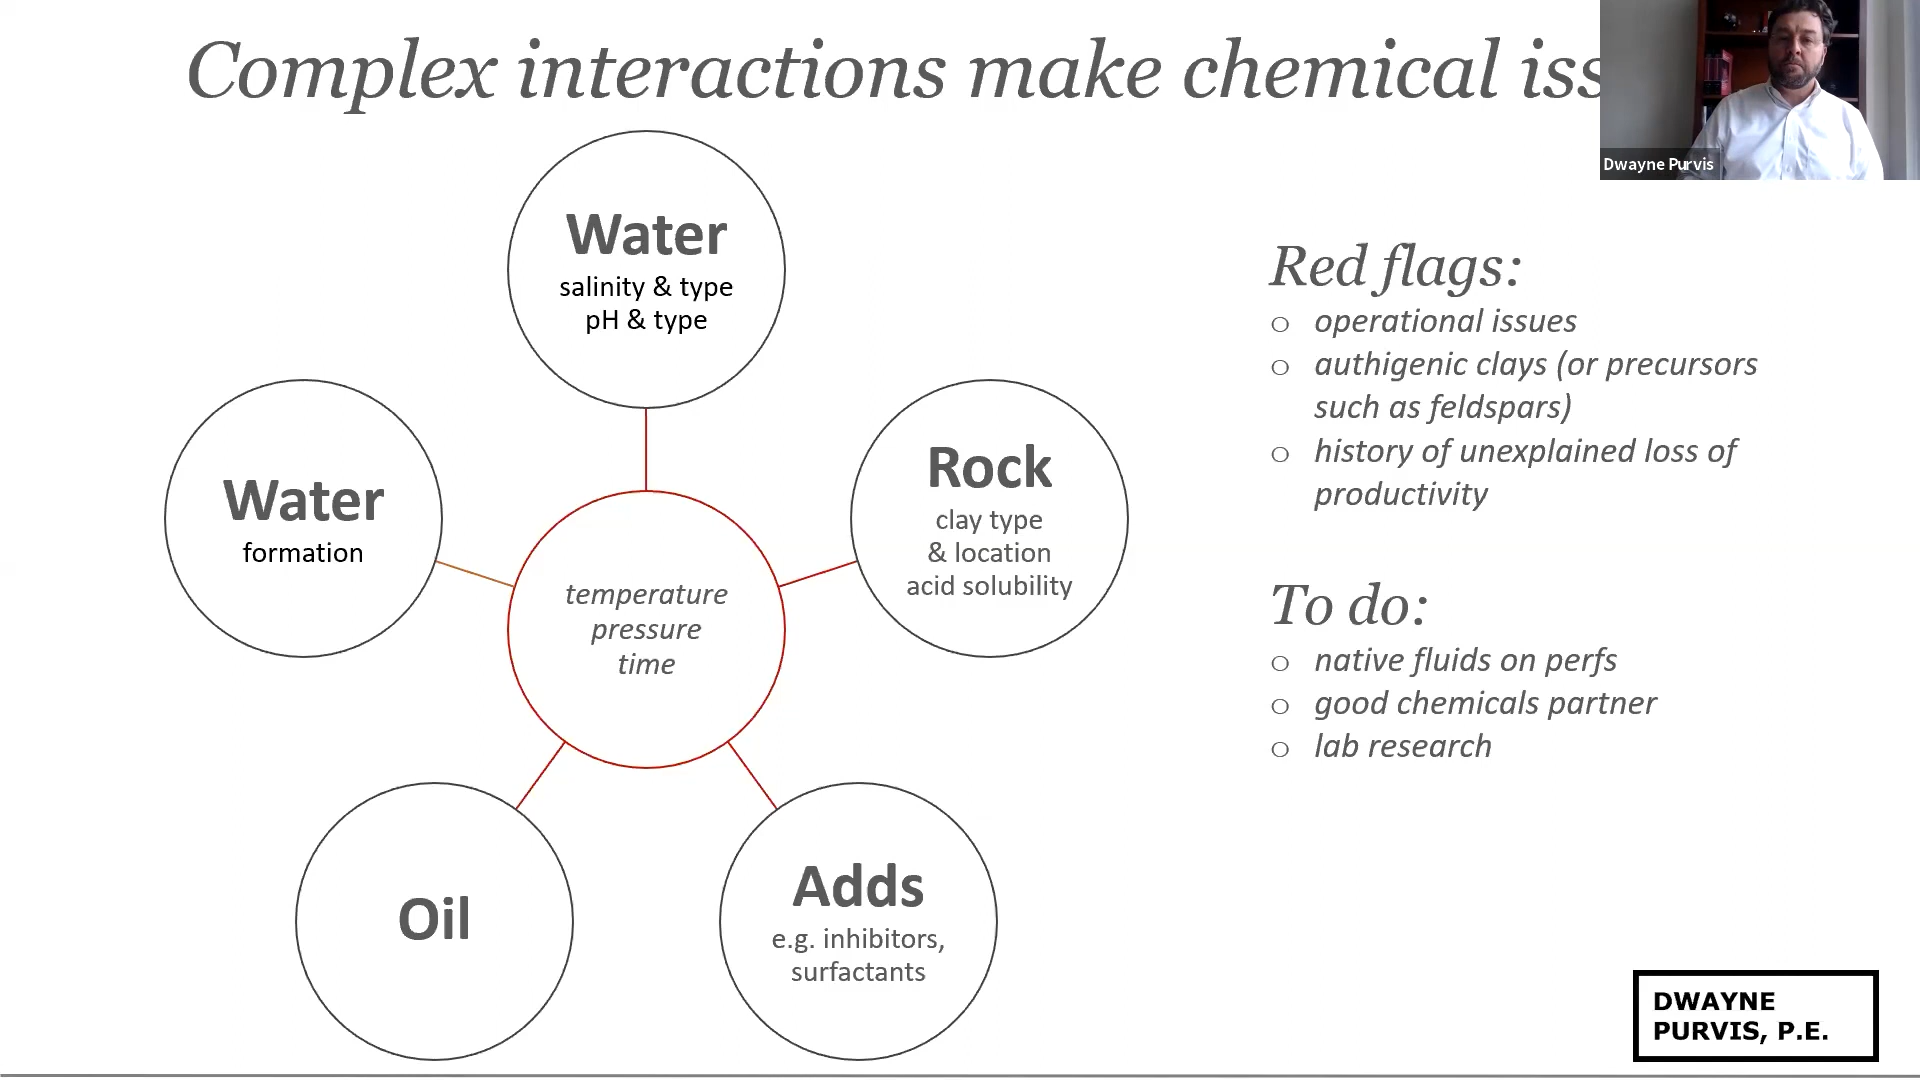 Complex interactions make chemical iss
Dwayne Purvis
Water
salinity & type
pH & type
Water
formation
Rock
clay type
& location
acid solubility
temperature
pressure
time
Oil
Adds
e.g. inhibitors,
surfactants
Red flags:
o operational issues
o authigenic clays (or precursors
such as feldspars)
o history of unexplained loss of
productivity
To do:
o native fluids on perfs
o good chemicals partner
o lab research
DWAYNE
PURVIS, P.E.